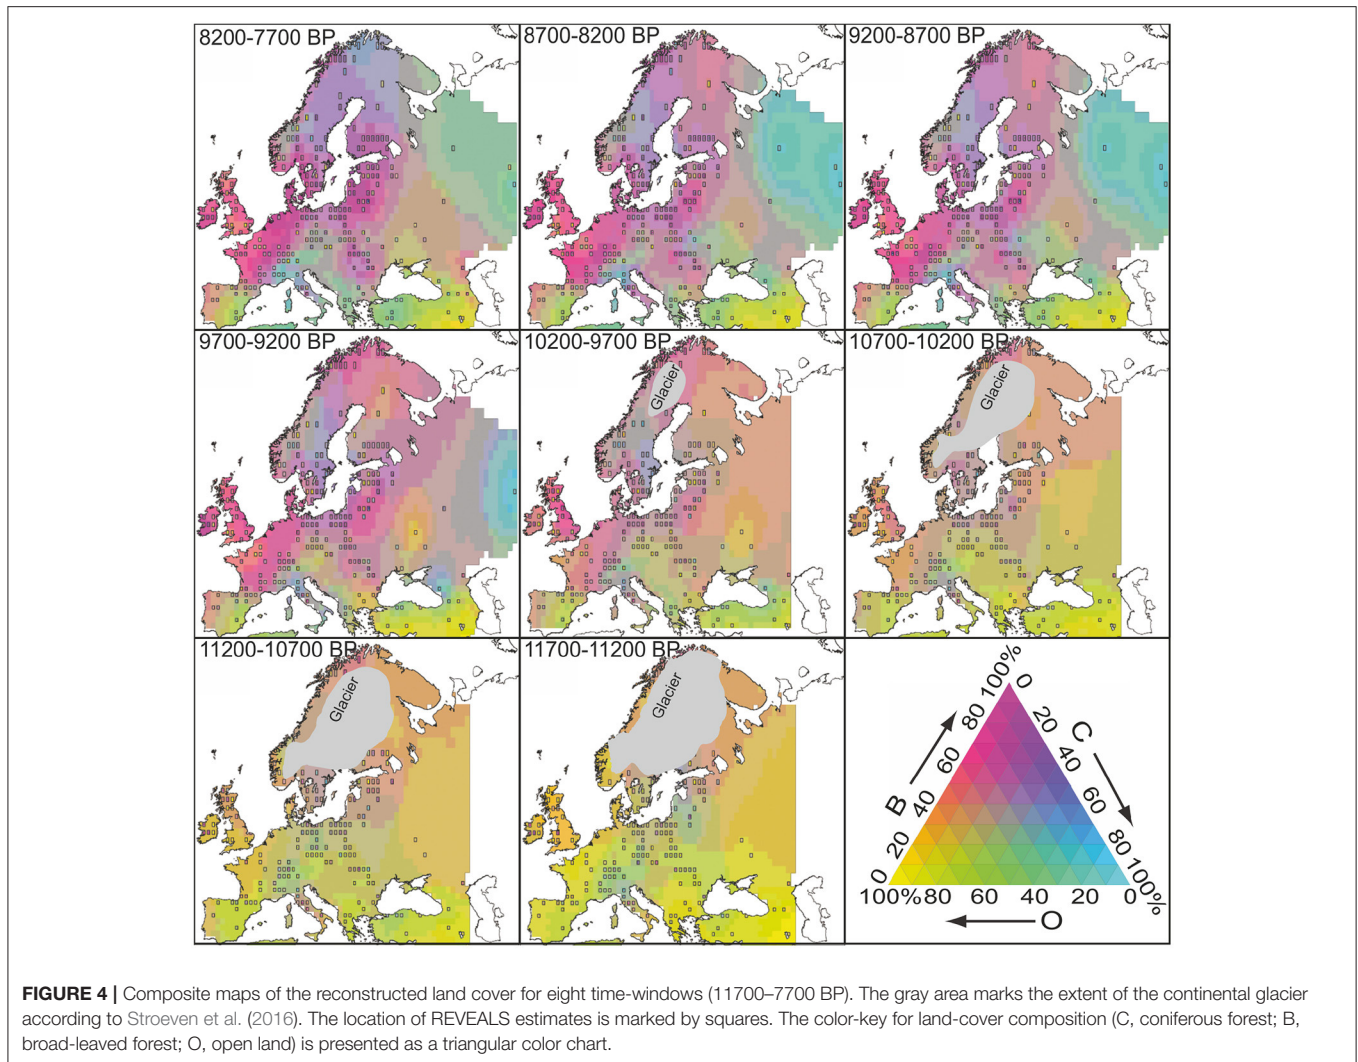 8200-7700 BP
8700-8200 BP
9200-8700 BP
9700-9200 BP
10200-9700 BP
Glacier
10700-10200 BP
Glacier
11200-10700 BP
Glacier
11700-11200 BP
Glacier
100%
0
80
20
60
40
C
B
40
60
20
80
0
100%
100% 80 60 40 20 0
O
FIGURE 4 | Composite maps of the reconstructed land cover for eight time-windows (11700–7700 BP). The gray area marks the extent of the continental glacier
according to Stroeven et al. (2016). The location of REVEALS estimates is marked by squares. The color-key for land-cover composition (C, coniferous forest; B,
broad-leaved forest; O, open land) is presented as a triangular color chart.